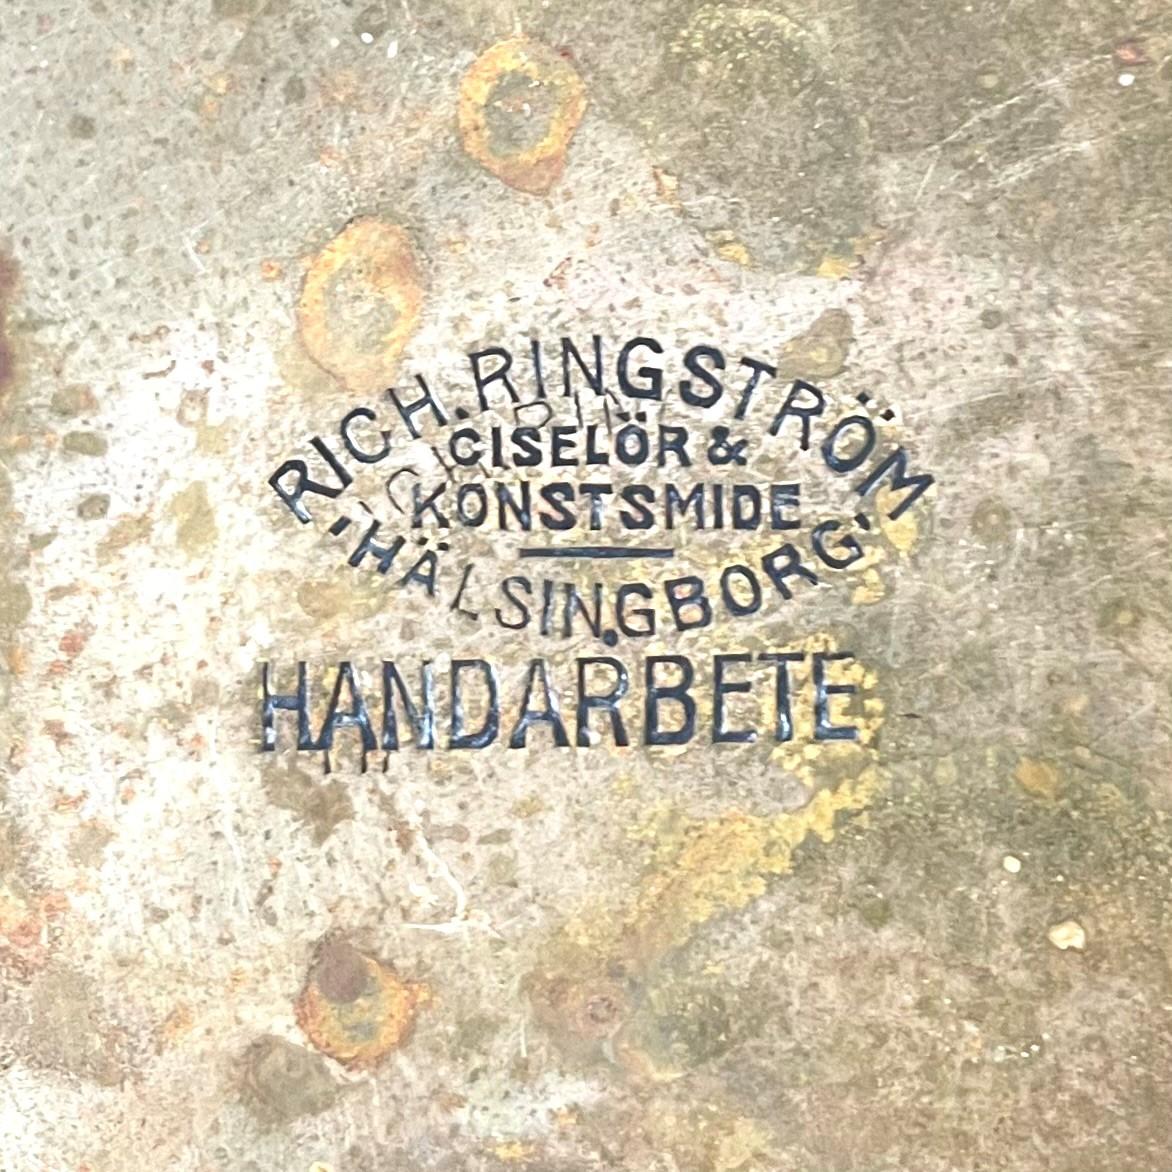 RICH. RINGSTRÖM
CISELÖR &
KONSTSMIDE
-HÄLSINGBORG-
HANDARBETE